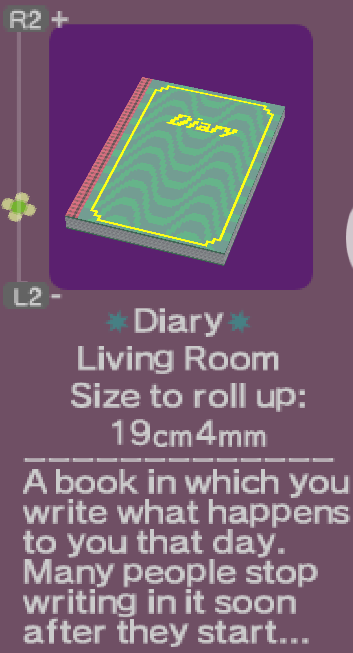 R2 +
Diary
L2 -
Diary
Living Room
Size to roll up:
19cm4mm
A book in which you
write what happens
to you that day.
Many people stop
writing in it soon
after they start...